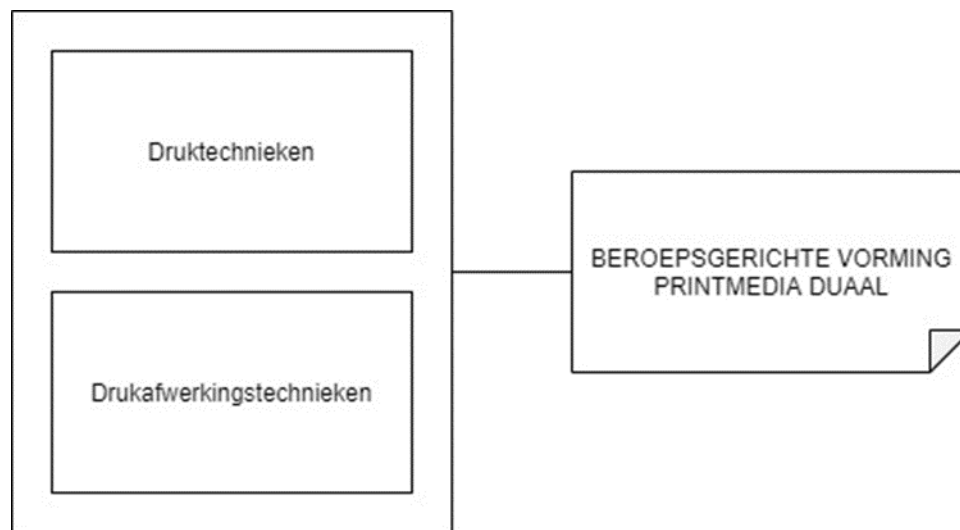 Druktechnieken
Drukafwerkingstechnieken
BEROEPSGERICHTE VORMING
PRINTMEDIA DUAAL